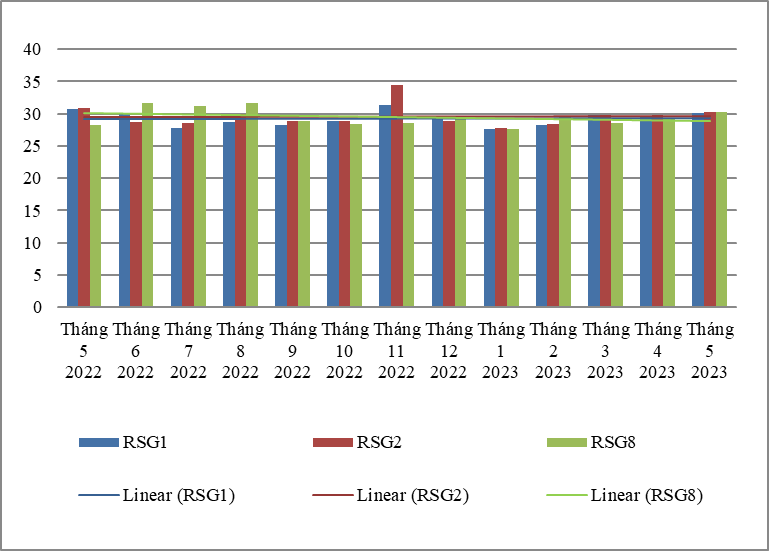 40
35
30
25
20
15
10
5
0
Tháng Tháng Tháng Tháng Tháng Tháng Tháng Tháng Tháng Tháng Tháng Tháng Tháng
5 6 7 8 9 10 11 12 1 2 3 4 5
2022 2022 2022 2022 2022 2022 2022 2022 2023 2023 2023 2023 2023
RSG1 RSG2 RSG8
Linear (RSG1) Linear (RSG2) Linear (RSG8)